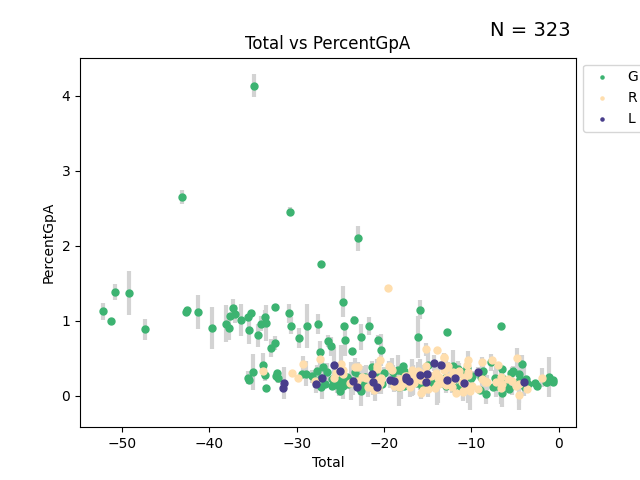 N = 323
Total vs PercentGpA
G
R
L
PercentGpA
4
3
2
1
0
−50
−40
−30
−20
−10
0
Total